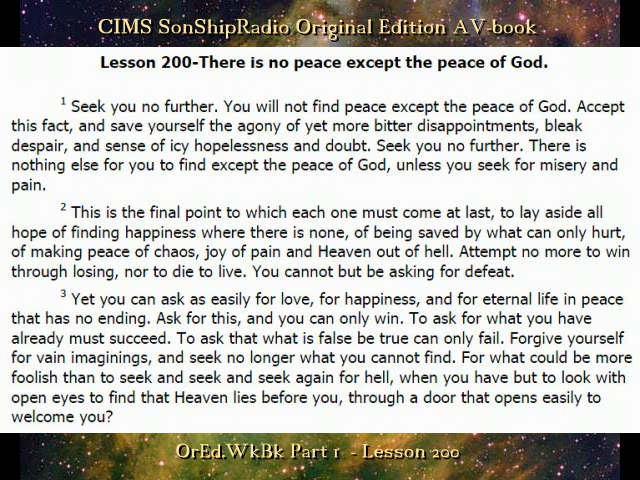 CIMS SonShipRadio Original Edition AV-book
Lesson 200-There is no peace except the peace of God.
1 Seek you no further. You will not find peace except the peace of God. Accept
this fact, and save yourself the agony of yet more bitter disappointments, bleak
despair, and sense of icy hopelessness and doubt. Seek you no further. There is
nothing else for you to find except the peace of God, unless you seek for misery and
pain.
2 This is the final point to which each one must come at last, to lay aside all
hope of finding happiness where there is none, of being saved by what can only hurt,
of making peace of chaos, joy of pain and Heaven out of hell. Attempt no more to win
through losing, nor to die to live. You cannot but be asking for defeat.
3 Yet you can ask as easily for love, for happiness, and for eternal life in peace
that has no ending. Ask for this, and you can only win. To ask for what you have
already must succeed. To ask that what is false be true can only fail. Forgive yourself
for vain imaginings, and seek no longer what you cannot find. For what could be more
foolish than to seek and seek and seek again for hell, when you have but to look with
open eyes to find that Heaven lies before you, through a door that opens easily to
welcome you?
OrEd.WkBk Part 1 - Lesson 200